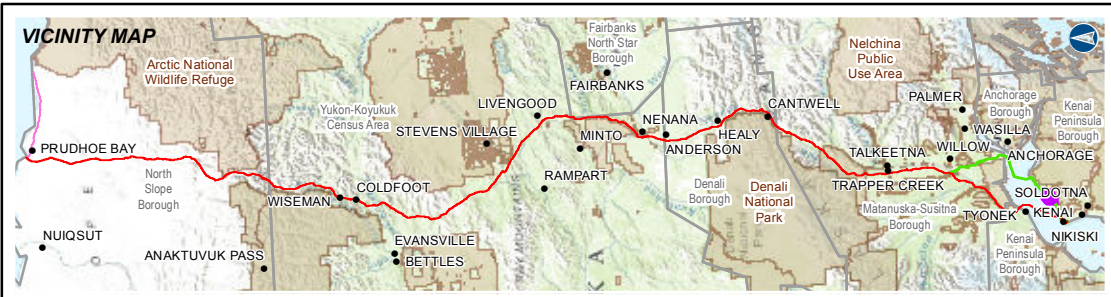 VICINITY MAP
Arctic National
Wildlife Refuge
PRUDHOE BAY
North
Slope
Borough
NUIQSUT
ANAKTUVUK PASS
WISEMAN
COLDFOOT
EVANSVILLE
BETTLES
Yukon-Koyukuk
Census Area
STEVENS VILLAGE
LIVENGOOD
RAMPART
MINTO
Fairbanks
North Star
Borough
FAIRBANKS
NENANA
ANDERSON
HEALY
CANTWELL
Denali
Borough
Denali
National
Park
Nelchina
Public
Use Area
TALKEETNA
TRAPPER CREEK
Matanuska-Susitna
Borough
PALMER
WASILLA
WILLOW
Anchorage
Borough
ANCHORAGE
Kenai
Peninsula
Borough
SOLDOTNA
TYONEK
KENAI
NIKISKI
Kenai
Peninsula
Borough